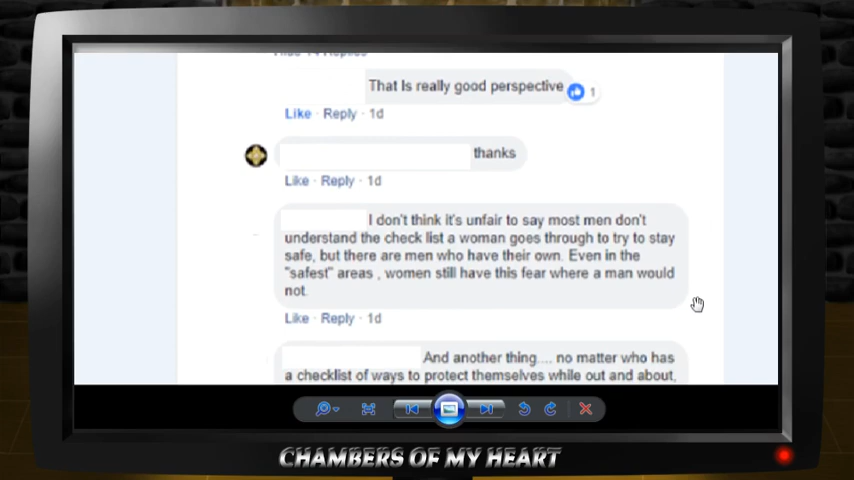 That Is really good perspective
1
Like · Reply · 1d
thanks
Like · Reply · 1d
I don't think it's unfair to say most men don't
understand the check list a woman goes through to try to stay
safe, but there are men who have their own. Even in the
"safest" areas , women still have this fear where a man would
not.
Like · Reply · 1d
And another thing.... no matter who has
a checklist of ways to protect themselves while out and about,
CHAMBERS OF MY HEART